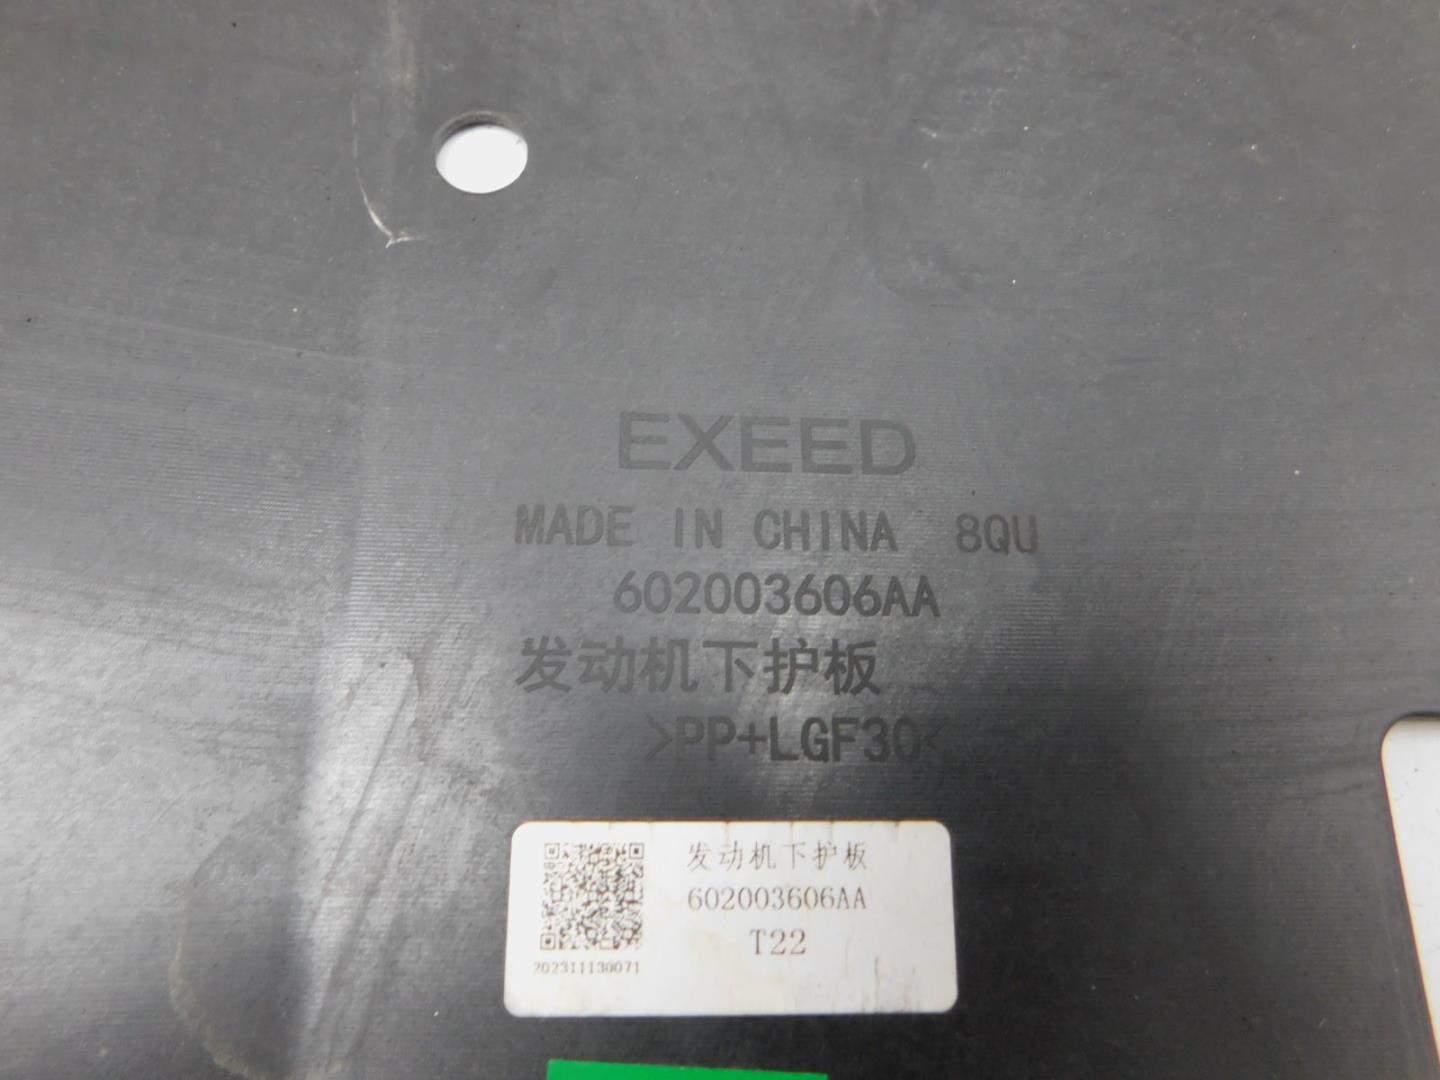 EXEED
MADE IN CHINA 8QU
602003606AA
发动机下护板
>PP+LGF30<
发动机下护板
602003606AA
T22
202311130071